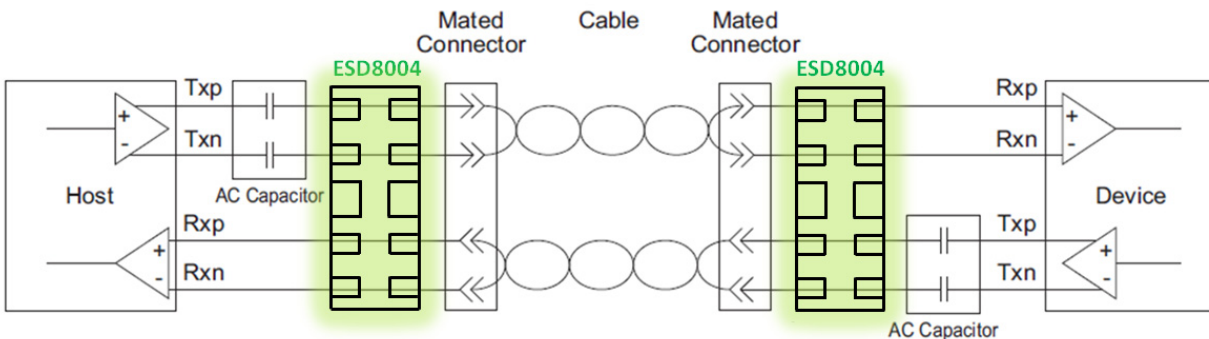 Mated
Connector
Cable
Mated
Connector
ESD8004
ESD8004
Txp
Rxp
+
-
+
-
Txn
Rxn
Host
AC Capacitor
Device
Rxp
Txp
+
-
+
-
Rxn
Txn
AC Capacitor